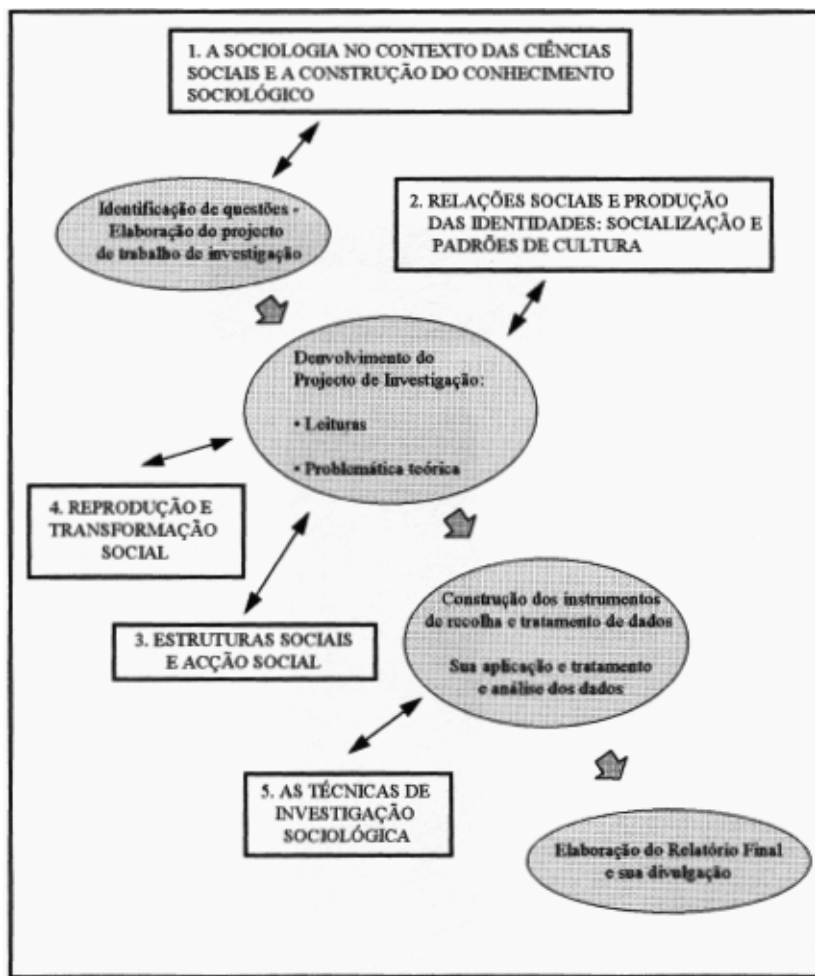 1. A SOCIOLOGIA NO CONTEXTO DAS CIÊNCIAS
SOCIAIS E A CONSTRUÇÃO DO CONHECIMENTO
SOCIOLÓGICO
Identificação de questões -
Elaboração do projecto
de trabalho de investigação
2. RELAÇÕES SOCIAIS E PRODUÇÃO
DAS IDENTIDADES: SOCIALIZAÇÃO E
PADRÕES DE CULTURA
Denvolvimento do
Projecto de Investigação:
• Leituras
• Problemática teórica
4. REPRODUÇÃO E
TRANSFORMAÇÃO
SOCIAL
3. ESTRUTURAS SOCIAIS
E ACÇÃO SOCIAL
Construção dos instrumentos
de recolha e tratamento de dados
Sua aplicação e tratamento
e análise dos dados
5. AS TÉCNICAS DE
INVESTIGAÇÃO
SOCIOLÓGICA
Elaboração do Relatório Final
e sua divulgação